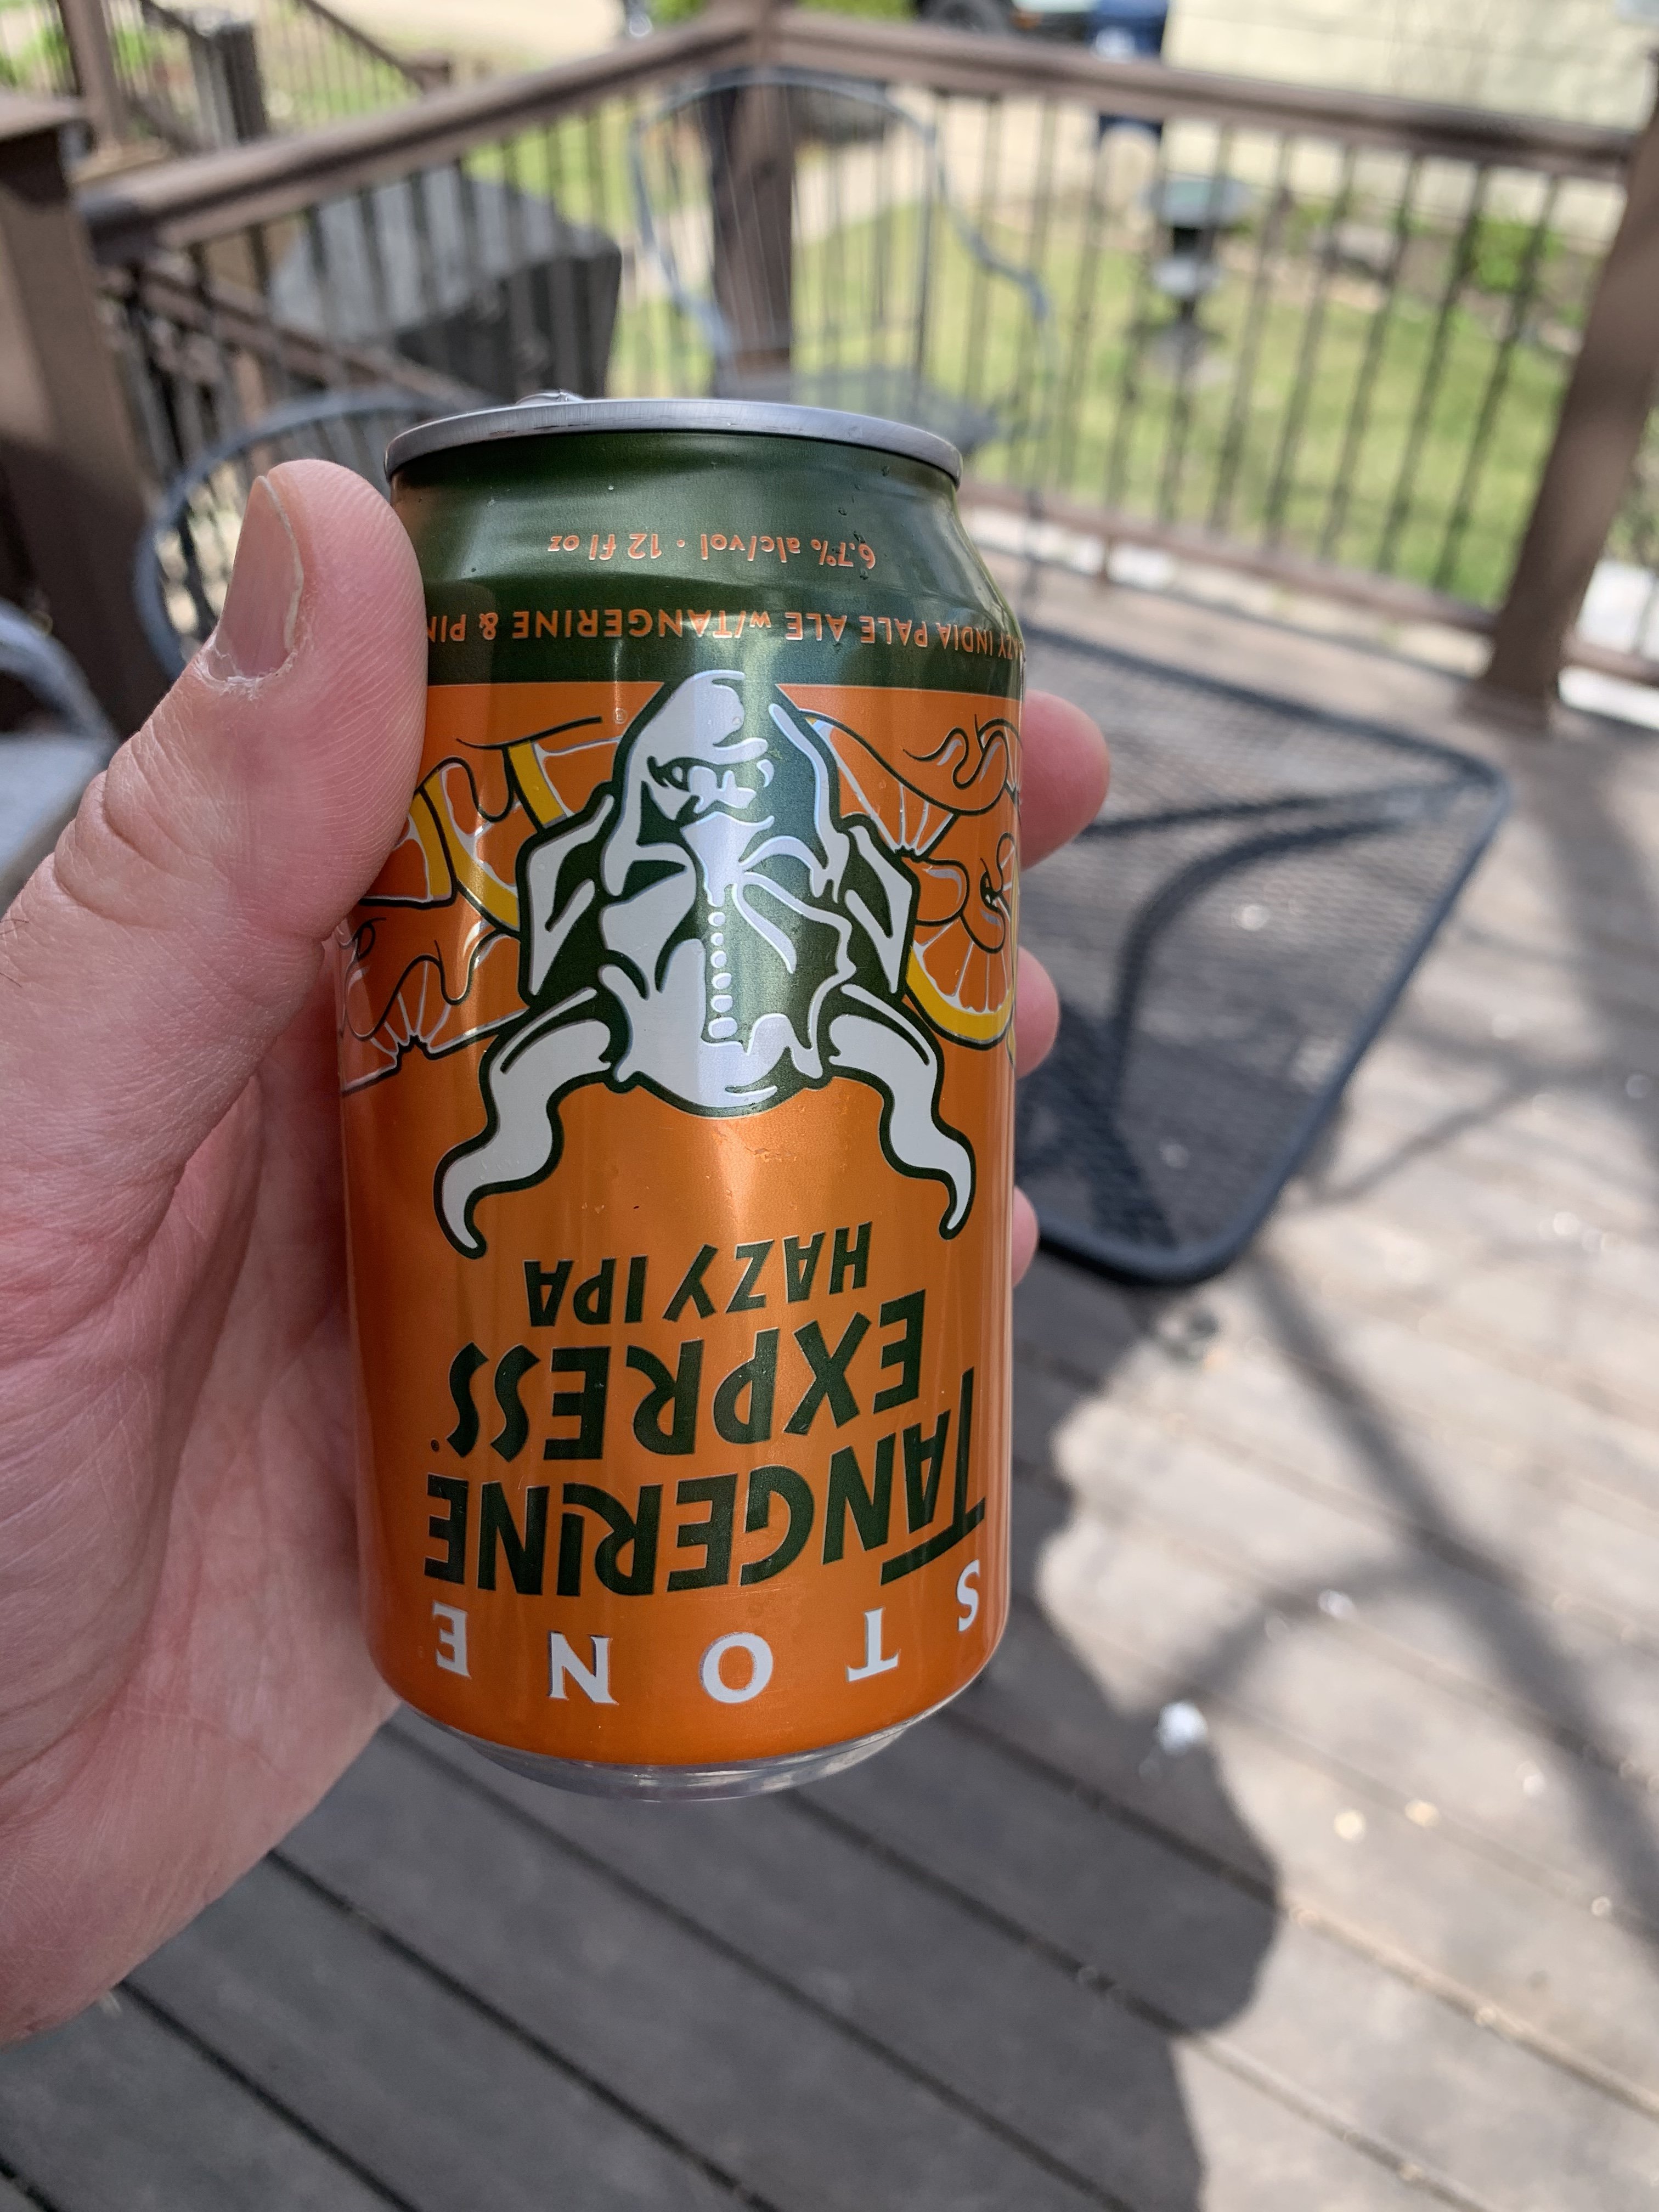 STONE
TANGERINE
EXPRESS
HAZY IPA
INDIA PALE ALE W/TANGERINE &
6.7% alc/vol • 12 fl oz